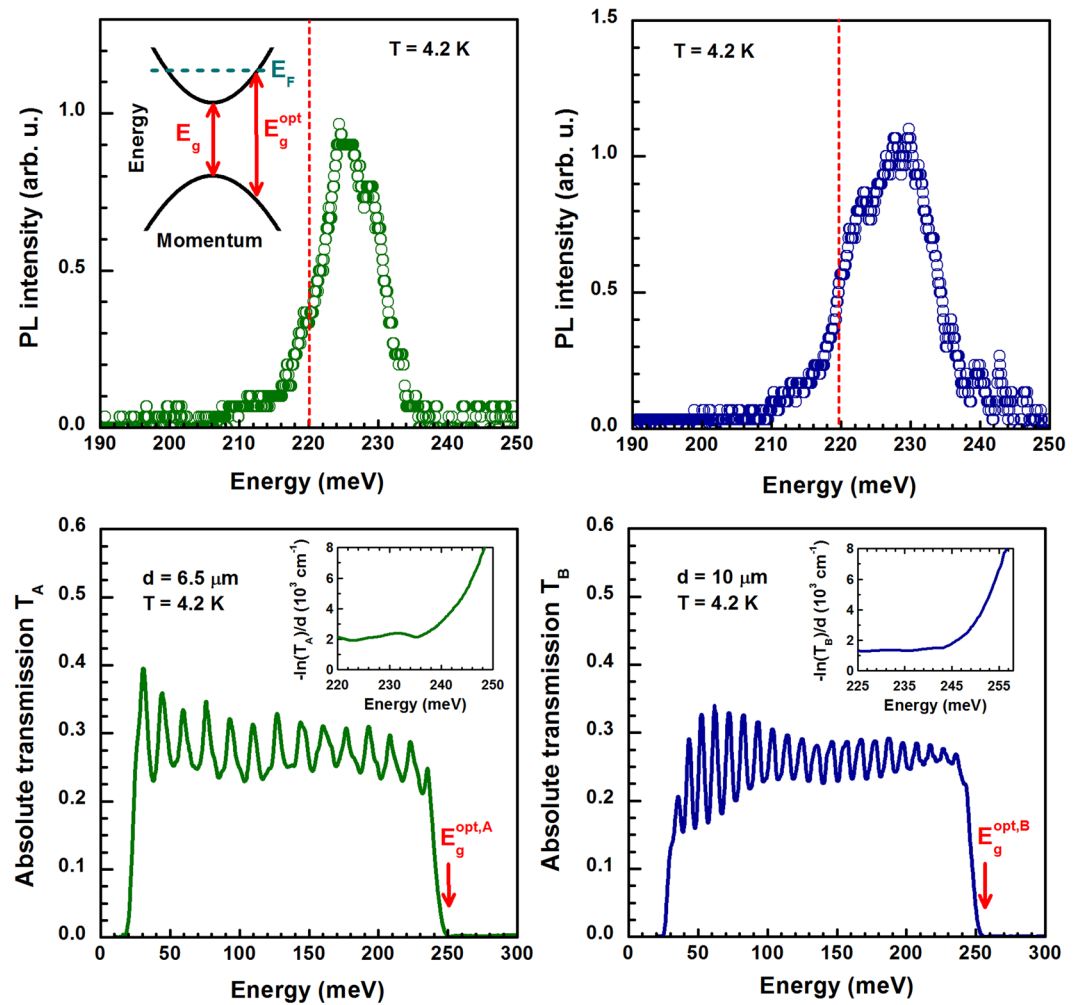 T = 4.2 K
E_F
E_g
E_g^opt
Energy
Momentum
PL intensity (arb. u.)
1.0
0.5
0.0
190 200 210 220 230 240 250
Energy (meV)
T = 4.2 K
PL intensity (arb. u.)
1.5
1.0
0.5
0.0
190 200 210 220 230 240 250
Energy (meV)
Absolute transmission T_A
0.6
0.5
0.4
0.3
0.2
0.1
0.0
d = 6.5 μm
T = 4.2 K
-ln(T_A)/d (10^3 cm^-1)
8
6
4
2
0
220 230 240 250
Energy (meV)
E_g^opt,A
0 50 100 150 200 250 300
Energy (meV)
Absolute transmission T_B
0.6
0.5
0.4
0.3
0.2
0.1
0.0
d = 10 μm
T = 4.2 K
-ln(T_B)/d (10^3 cm^-1)
8
6
4
2
0
225 235 245 255
Energy (meV)
E_g^opt,B
0 50 100 150 200 250 300
Energy (meV)